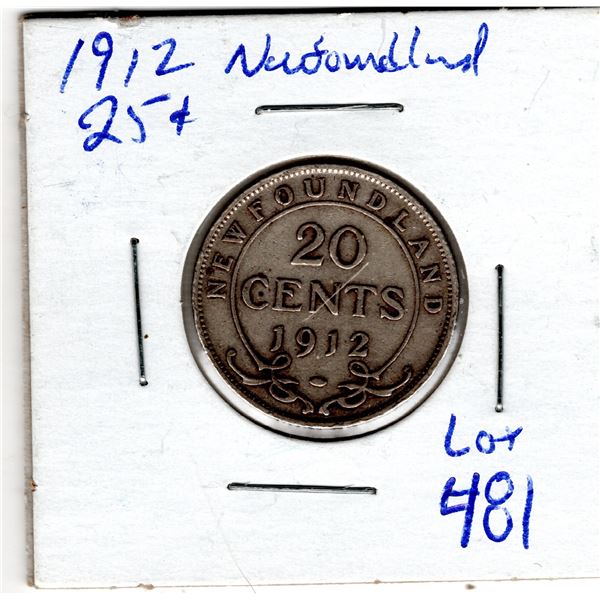 1912 Newfoundland
25¢
NEWFOUNDLAND
20
CENTS
1912
Lot
481